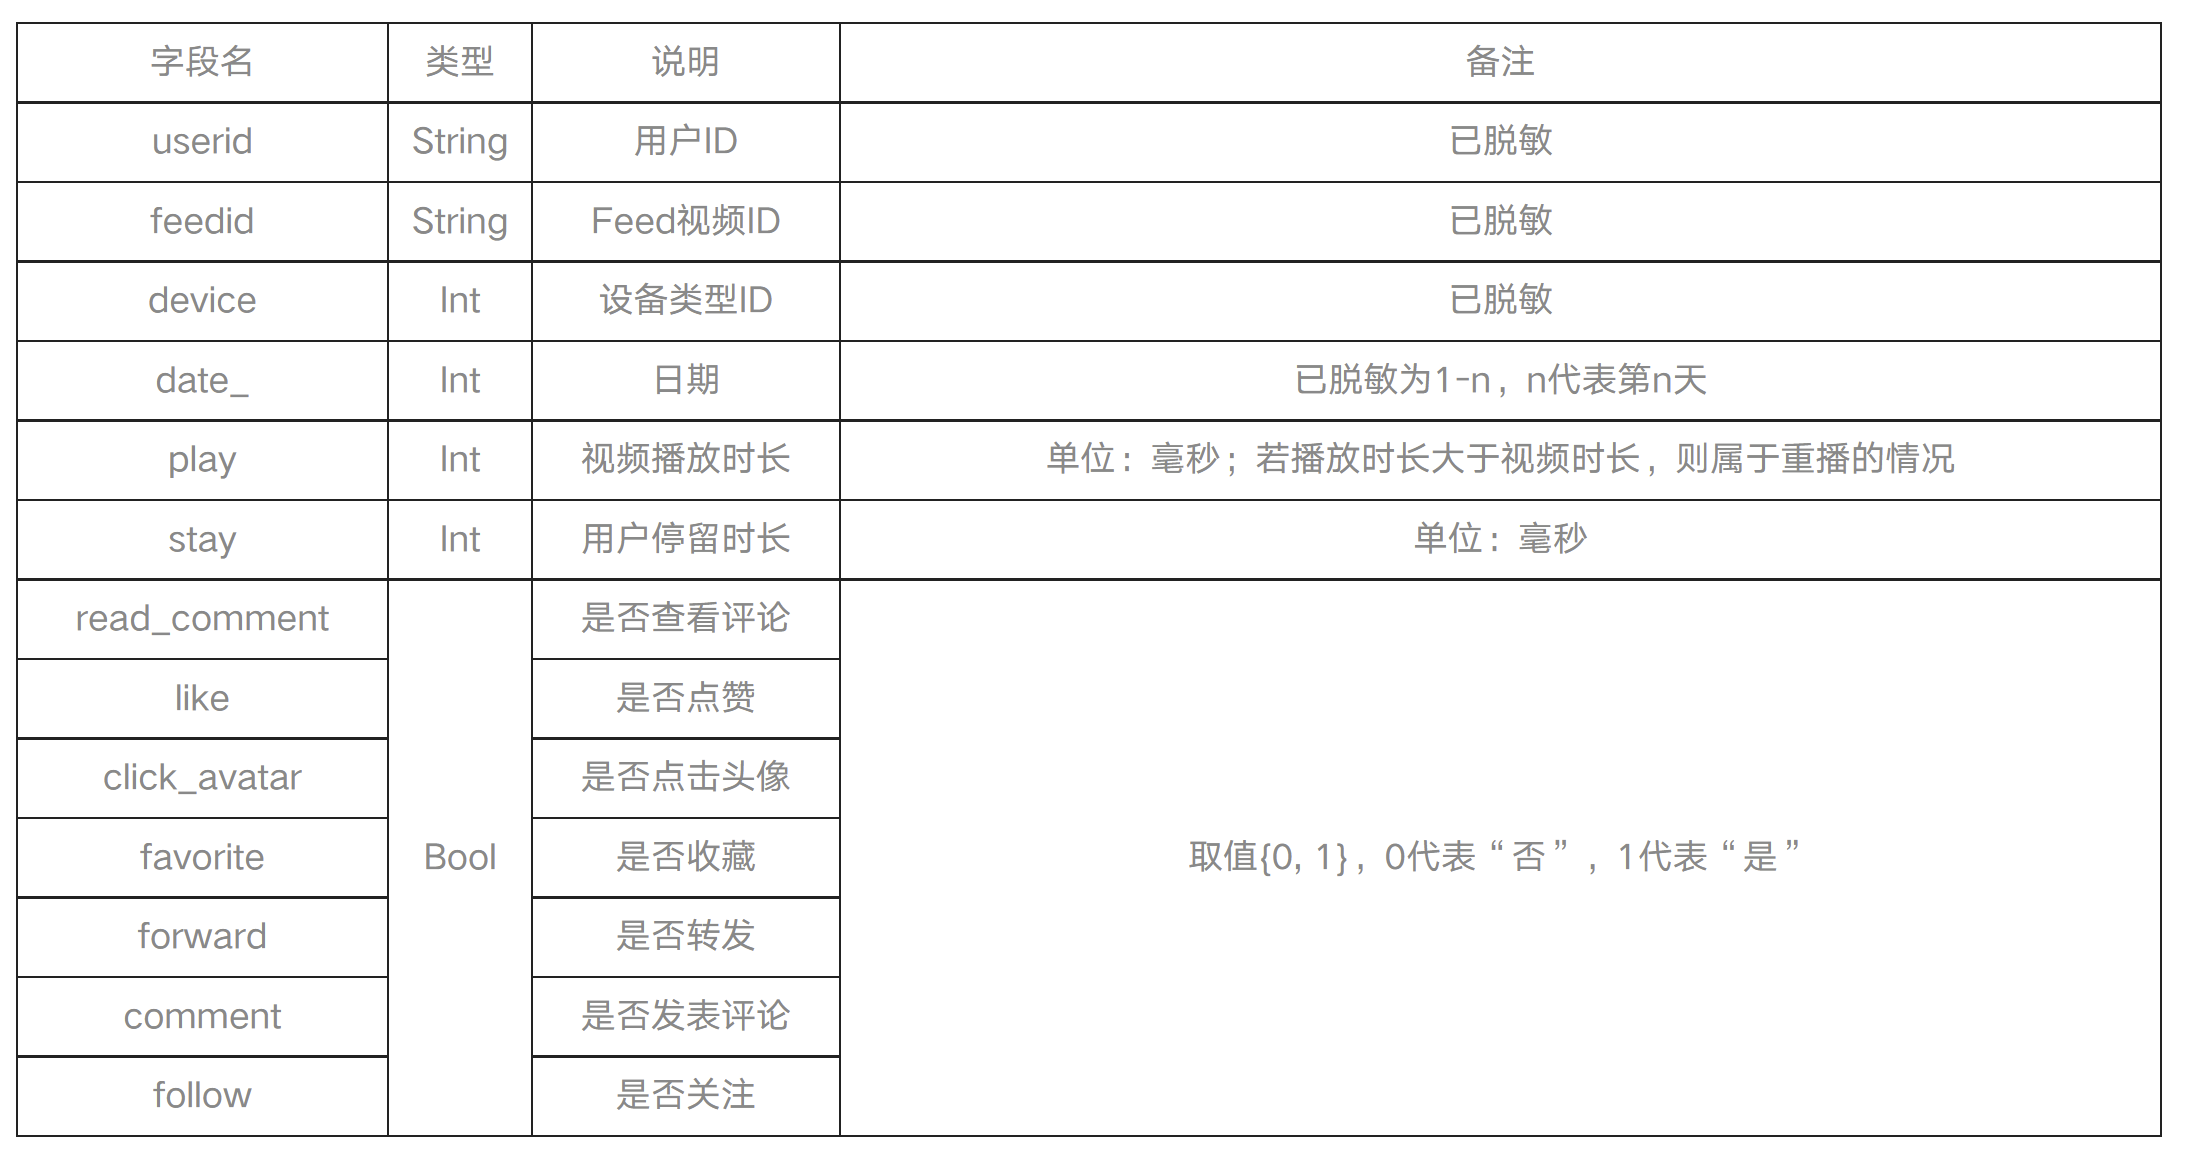 字段名 类型 说明 备注
userid String 用户ID 已脱敏
feedid String Feed视频ID 已脱敏
device Int 设备类型ID 已脱敏
date_ Int 日期 已脱敏为1-n，n代表第n天
play Int 视频播放时长 单位：毫秒；若播放时长大于视频时长，则属于重播的情况
stay Int 用户停留时长 单位：毫秒
read_comment 是否查看评论
like 是否点赞
click_avatar 是否点击头像
favorite Bool 是否收藏 取值{0, 1}，0代表“否”，1代表“是”
forward 是否转发
comment 是否发表评论
follow 是否关注